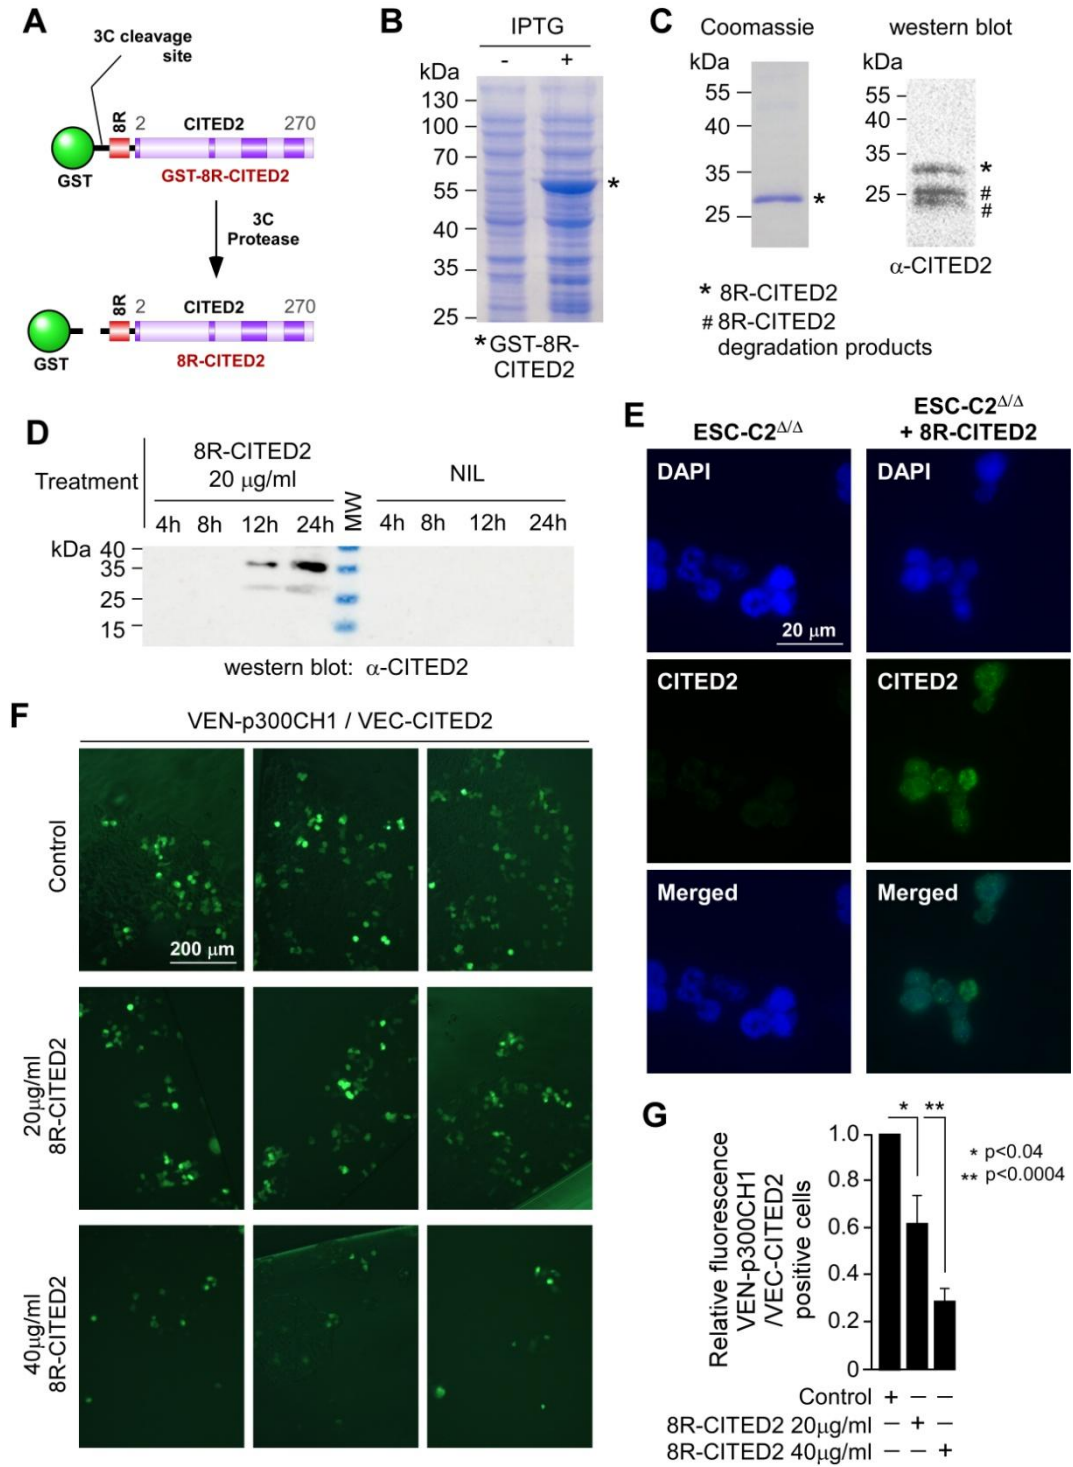 A
3C cleavage
site
8R
2
CITED2
270
GST
GST-8R-CITED2
3C
Protease
8R
2
CITED2
270
GST
8R-CITED2
B
IPTG
- +
kDa
130
100
70
55
40
35
25
*
*GST-8R-
CITED2
C
Coomassie
kDa
55
40
35
25
*
western blot
kDa
55
40
35
25
*
#
#
α-CITED2
* 8R-CITED2
# 8R-CITED2
degradation products
D
Treatment
8R-CITED2
20 μg/ml
MW
NIL
4h 8h 12h 24h
4h 8h 12h 24h
kDa 40
35
25
15
western blot: α-CITED2
E
ESC-C2Δ/Δ
ESC-C2Δ/Δ
+ 8R-CITED2
DAPI
20 μm
DAPI
CITED2
CITED2
Merged
Merged
F
VEN-p300CH1 / VEC-CITED2
Control
200 μm
20μg/ml
8R-CITED2
40μg/ml
8R-CITED2
G
Relative fluorescence
VEN-p300CH1
/VEC-CITED2
positive cells
1.0
0.8
0.6
0.4
0.2
0
* **
* p<0.04
** p<0.0004
Control + – –
8R-CITED2 20μg/ml – + –
8R-CITED2 40μg/ml – – +